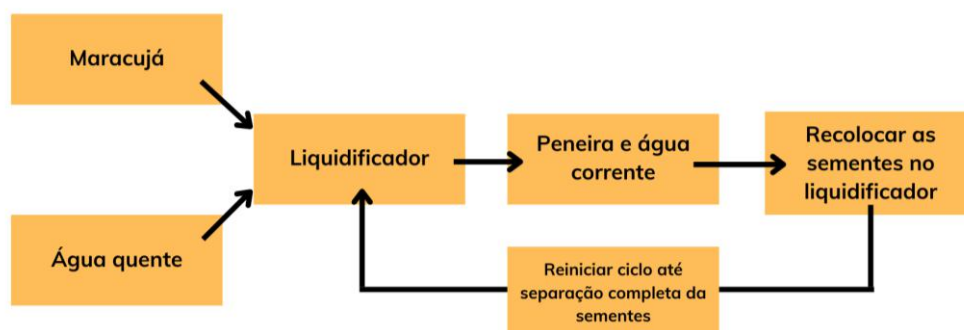 Maracujá
Água quente
Liquidificador
Peneira e água
corrente
Recolocar as
sementes no
liquidificador
Reiniciar ciclo até
separação completa da
sementes